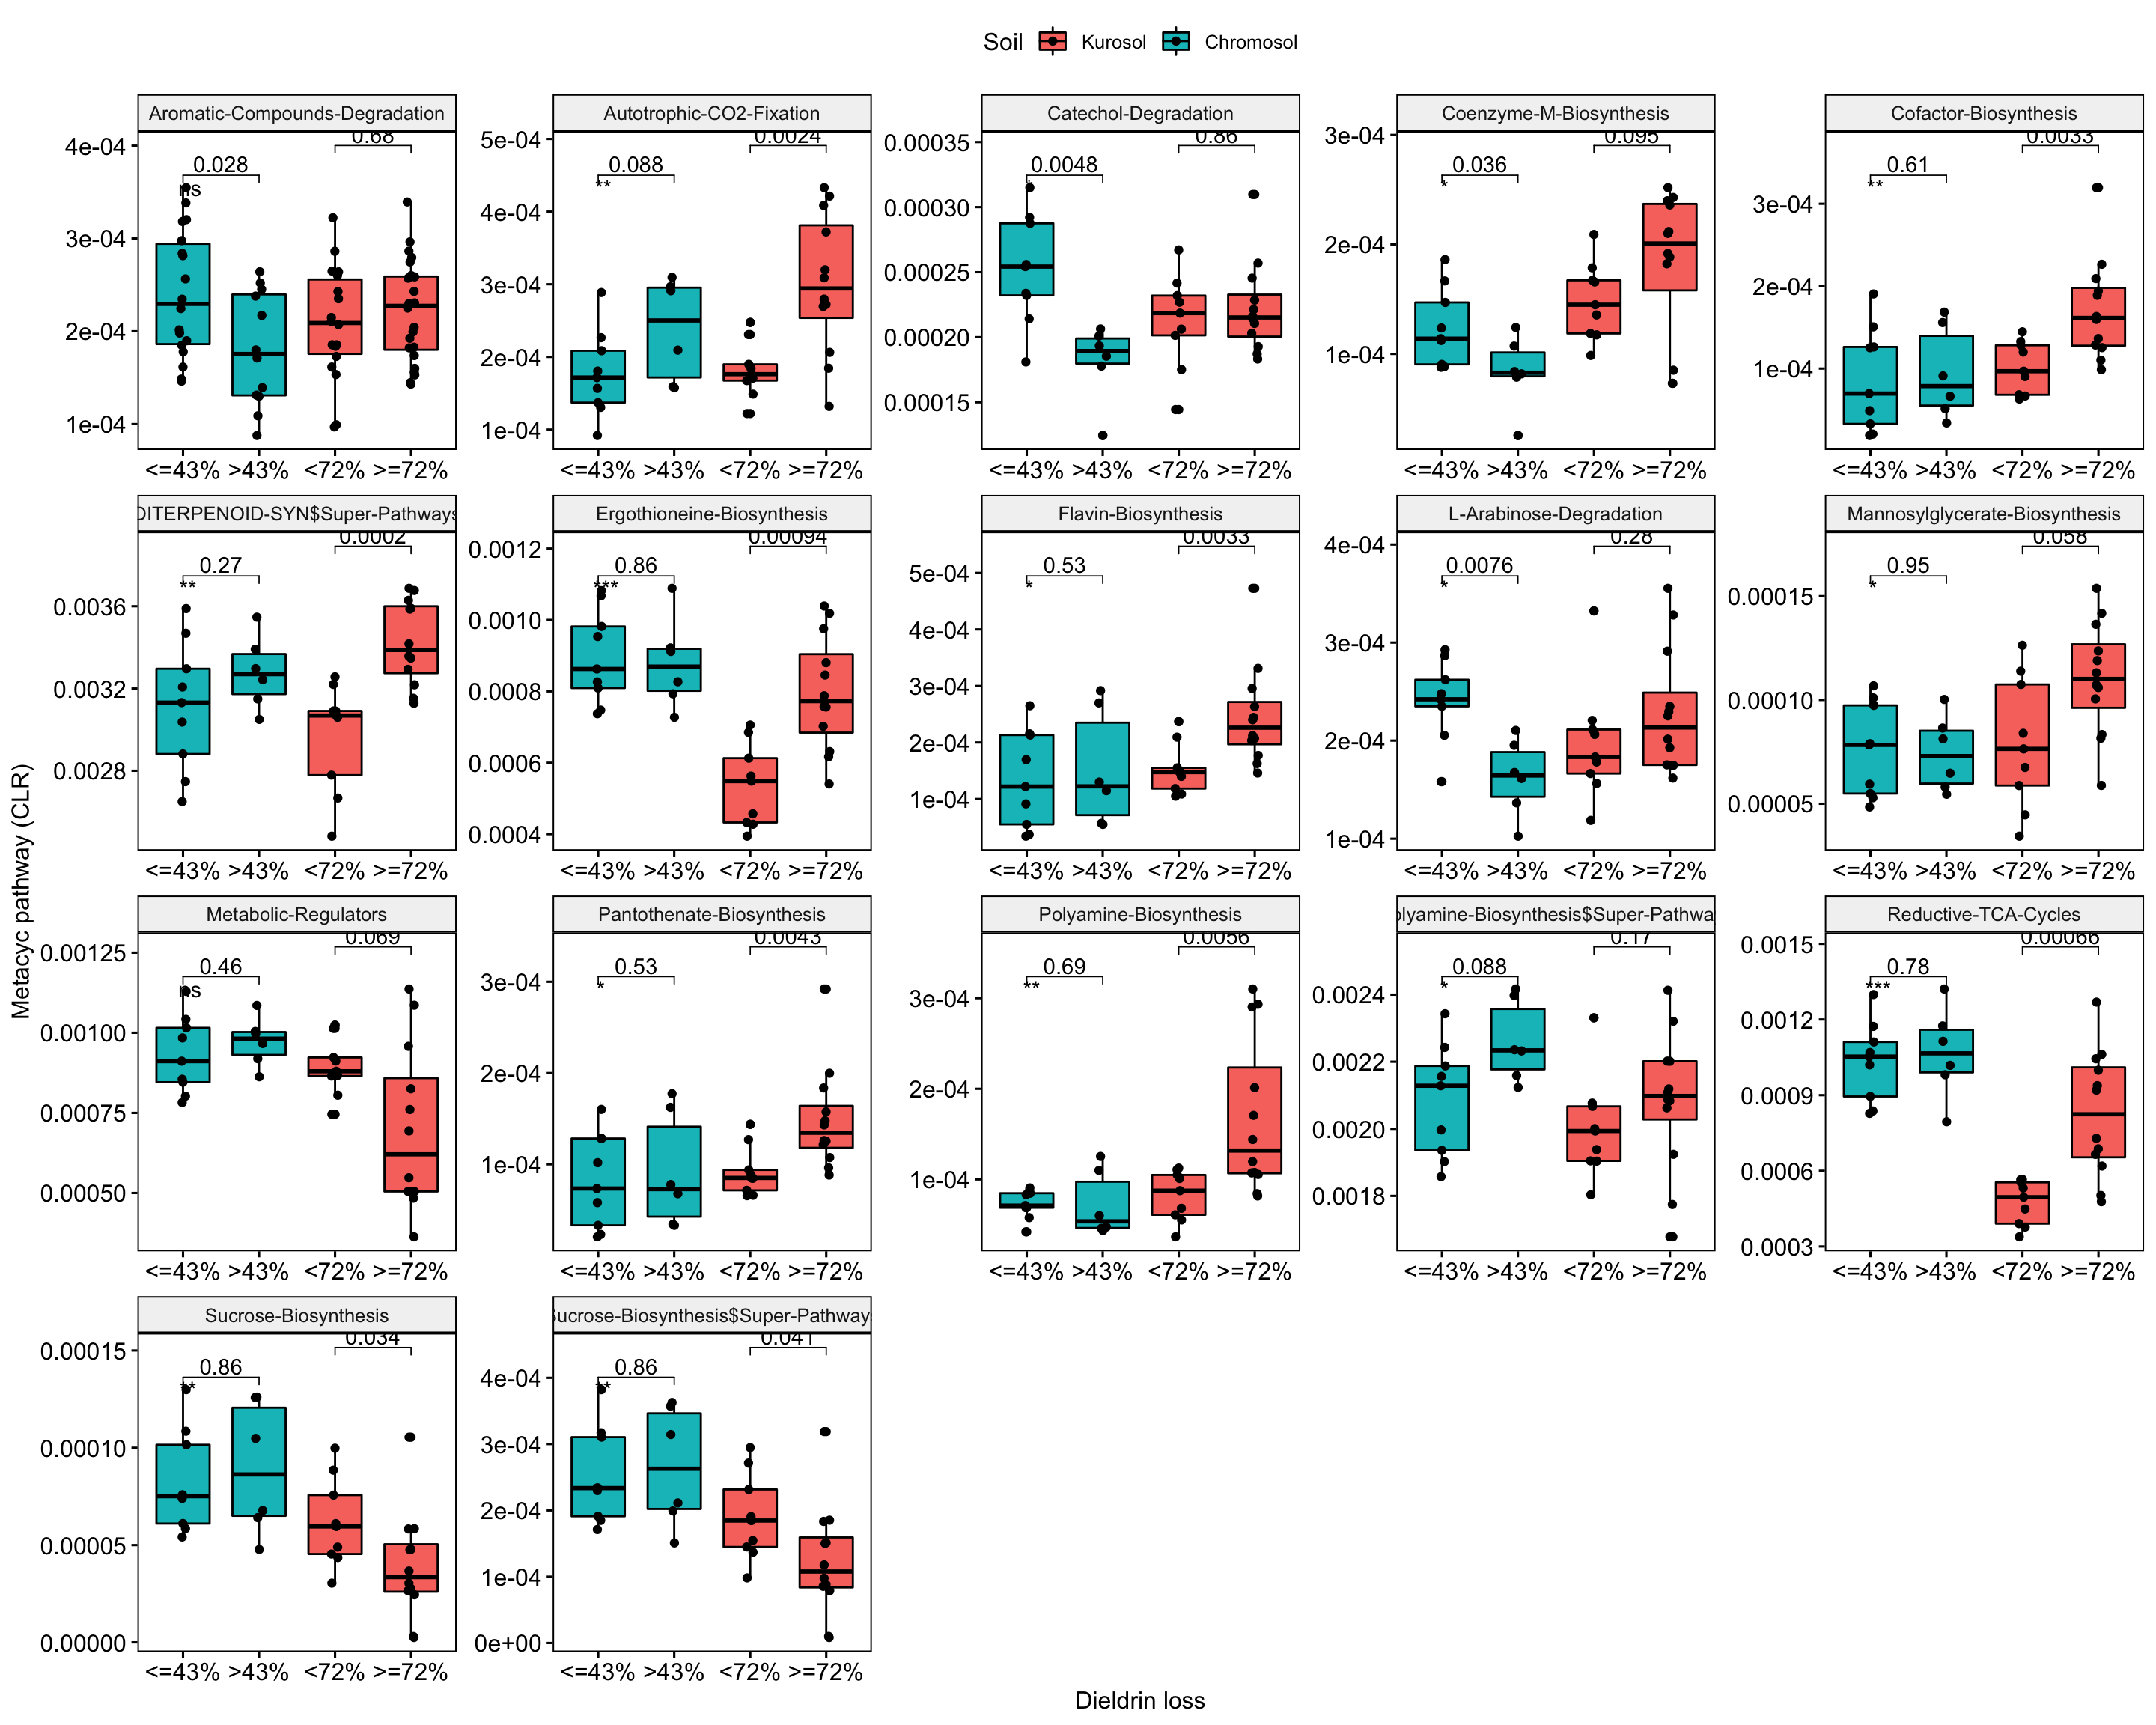 Soil Kurosol Chromosol
Aromatic-Compounds-Degradation
Autotrophic-CO2-Fixation
Catechol-Degradation
Coenzyme-M-Biosynthesis
Cofactor-Biosynthesis
4e-04
3e-04
2e-04
1e-04
0.028
0.68
ns
<=43% >43% <72% >=72%
5e-04
4e-04
3e-04
2e-04
1e-04
0.088
0.0024
**
<=43% >43% <72% >=72%
0.00035
0.00030
0.00025
0.00020
0.00015
0.0048
0.86
<=43% >43% <72% >=72%
3e-04
2e-04
1e-04
0.036
0.095
*
<=43% >43% <72% >=72%
3e-04
2e-04
1e-04
0.61
0.0033
**
<=43% >43% <72% >=72%
DITERPENOID-SYN$Super-Pathways
Ergothioneine-Biosynthesis
Flavin-Biosynthesis
L-Arabinose-Degradation
Mannosylglycerate-Biosynthesis
0.0036
0.0032
0.0028
0.27
0.0002
**
<=43% >43% <72% >=72%
0.0012
0.0010
0.0008
0.0006
0.0004
0.86
0.00094
***
<=43% >43% <72% >=72%
5e-04
4e-04
3e-04
2e-04
1e-04
0.53
0.0033
*
<=43% >43% <72% >=72%
4e-04
3e-04
2e-04
1e-04
0.0076
0.28
*
<=43% >43% <72% >=72%
0.00015
0.00010
0.00005
0.95
0.058
*
<=43% >43% <72% >=72%
Metacyc pathway (CLR)
Metabolic-Regulators
Pantothenate-Biosynthesis
Polyamine-Biosynthesis
olyamine-Biosynthesis$Super-Pathwa
Reductive-TCA-Cycles
0.00125
0.00100
0.00075
0.00050
0.46
0.069
ns
<=43% >43% <72% >=72%
3e-04
2e-04
1e-04
0.53
0.0043
*
<=43% >43% <72% >=72%
3e-04
2e-04
1e-04
0.69
0.0056
**
<=43% >43% <72% >=72%
0.0024
0.0022
0.0020
0.0018
0.088
0.17
*
<=43% >43% <72% >=72%
0.0015
0.0012
0.0009
0.0006
0.0003
0.78
0.00066
***
<=43% >43% <72% >=72%
Sucrose-Biosynthesis
Sucrose-Biosynthesis$Super-Pathway
0.00015
0.00010
0.00005
0.00000
0.86
0.034
**
<=43% >43% <72% >=72%
4e-04
3e-04
2e-04
1e-04
0e+00
0.86
0.041
**
<=43% >43% <72% >=72%
Dieldrin loss